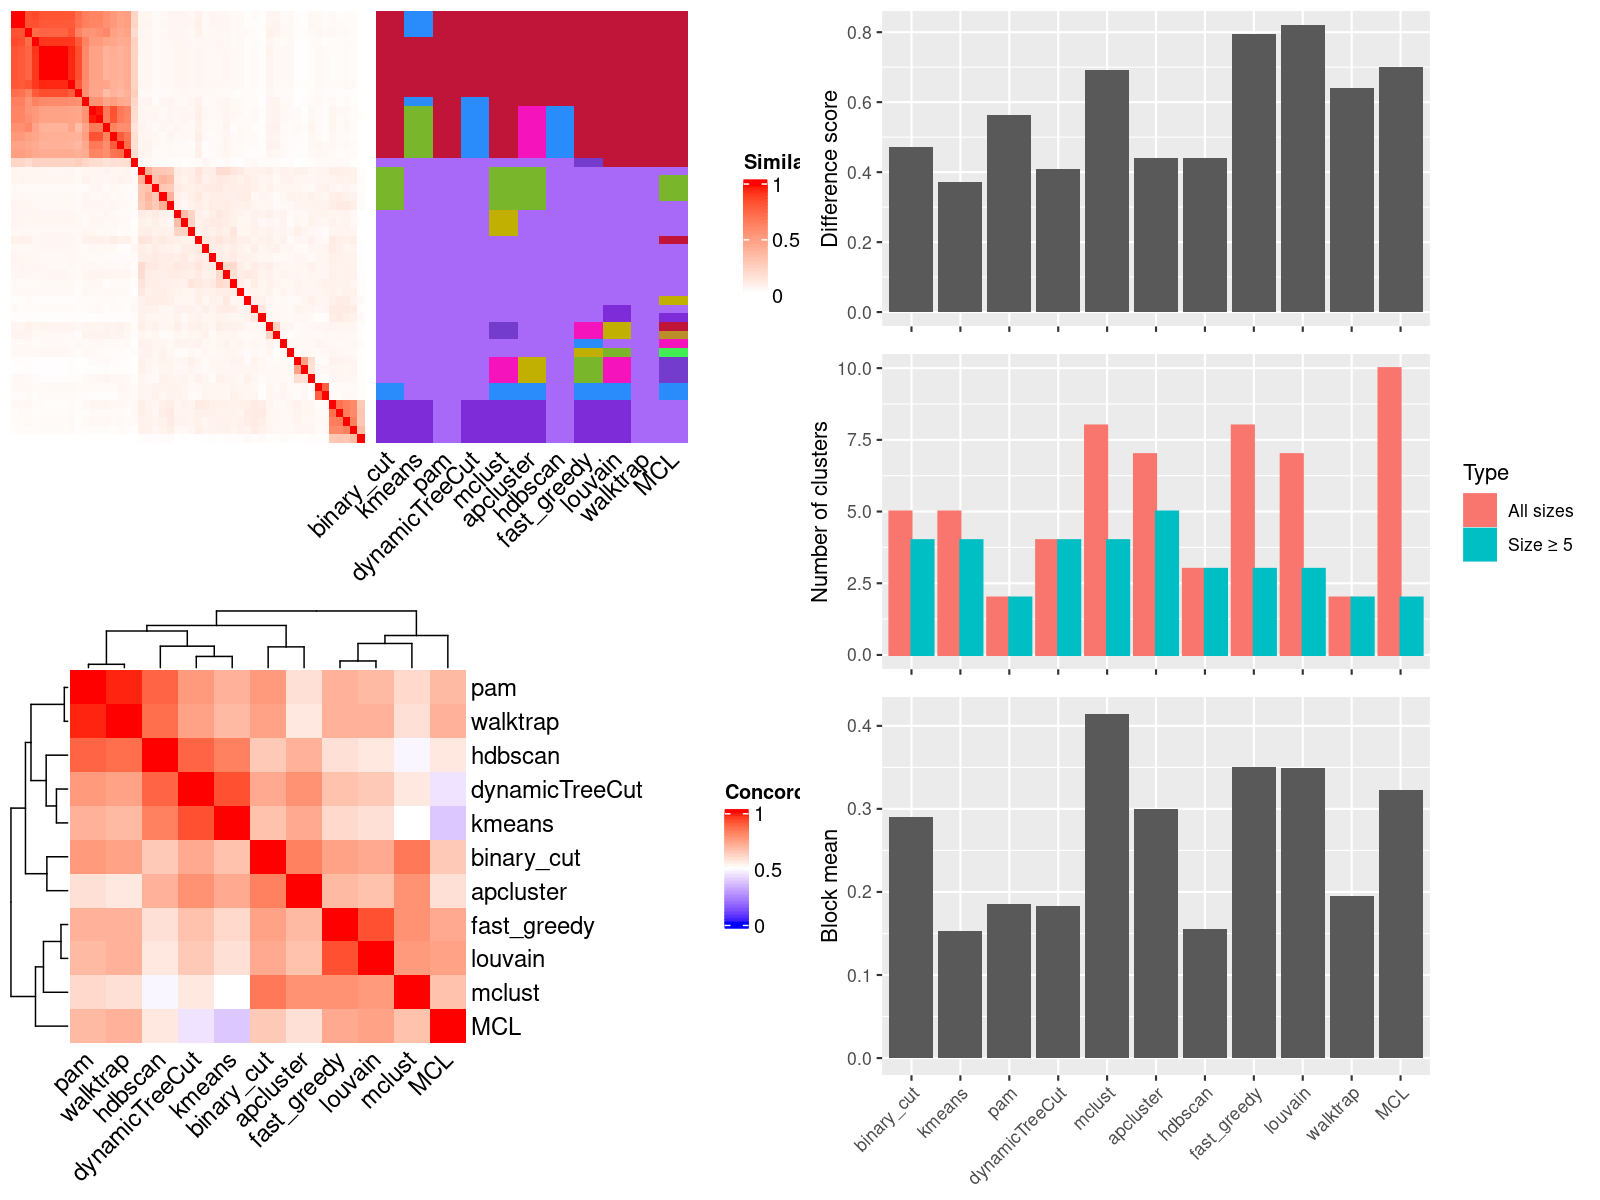 Simila
1
0.5
0
binary_cut
kmeans
pam
dynamicTreeCut
mclust
apcluster
hdbscan
fast_greedy
louvain
walktrap
MCL
pam
walktrap
hdbscan
dynamicTreeCut
kmeans
binary_cut
apcluster
fast_greedy
louvain
mclust
MCL
Concord
1
0.5
0
pam
walktrap
hdbscan
dynamicTreeCut
kmeans
binary_cut
apcluster
fast_greedy
louvain
mclust
MCL
Difference score
0.8
0.6
0.4
0.2
0.0
Number of clusters
10.0
7.5
5.0
2.5
0.0
Type
All sizes
Size ≥ 5
Block mean
0.4
0.3
0.2
0.1
0.0
binary_cut
kmeans
pam
dynamicTreeCut
mclust
apcluster
hdbscan
fast_greedy
louvain
walktrap
MCL